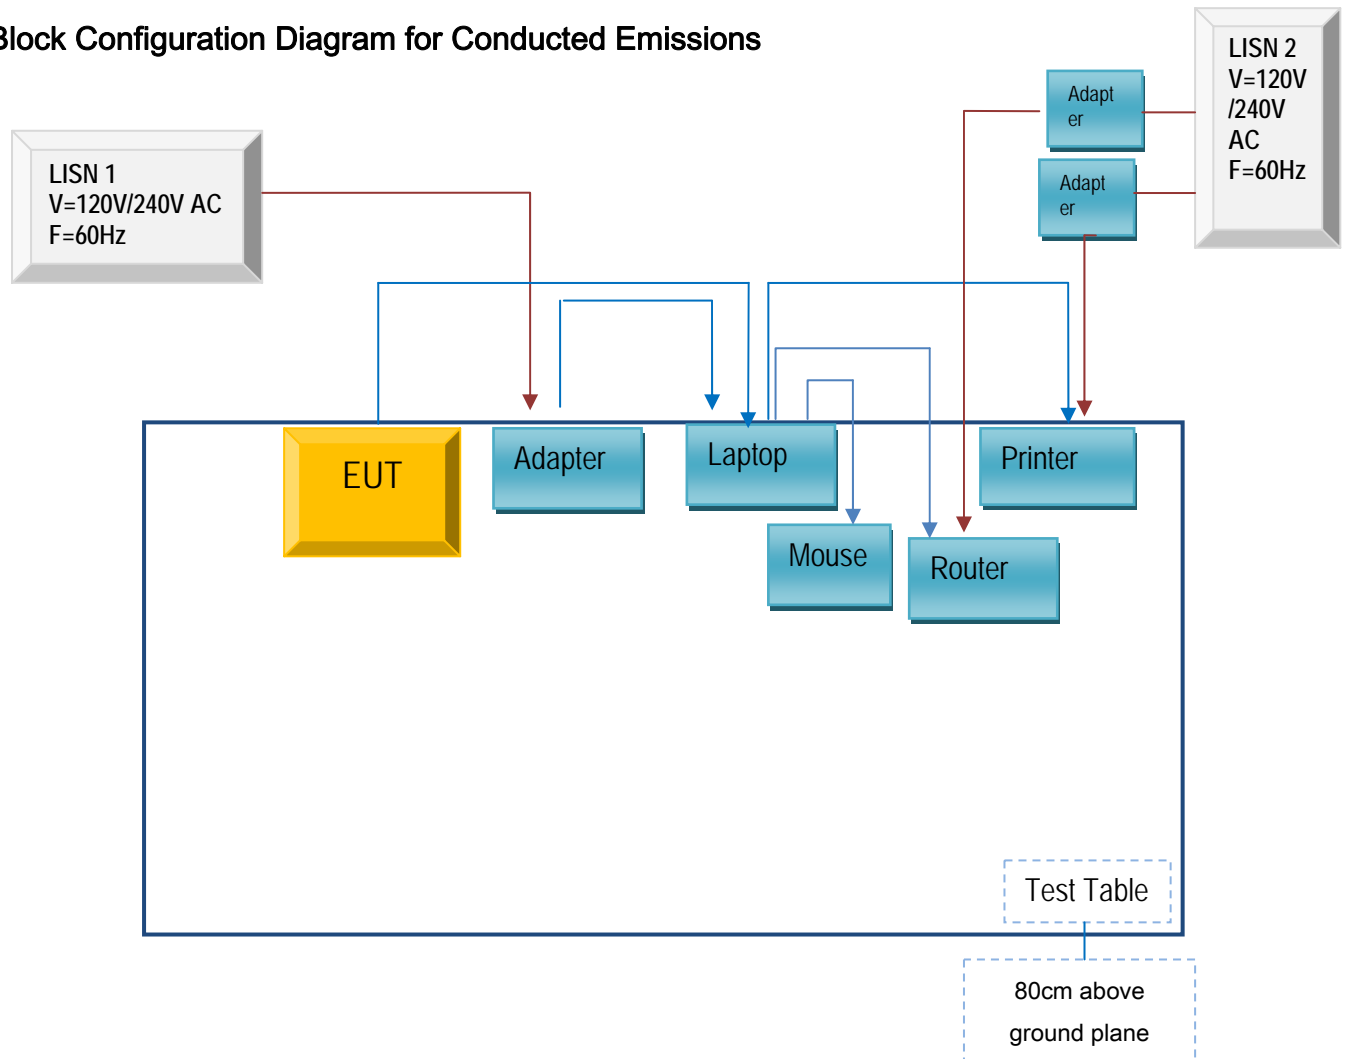 Block Configuration Diagram for Conducted Emissions
LISN 2
V=120V
/240V
AC
F=60Hz
Adapt
er
Adapt
er
LISN 1
V=120V/240V AC
F=60Hz
EUT
Adapter
Laptop
Printer
Mouse
Router
Test Table
80cm above
ground plane